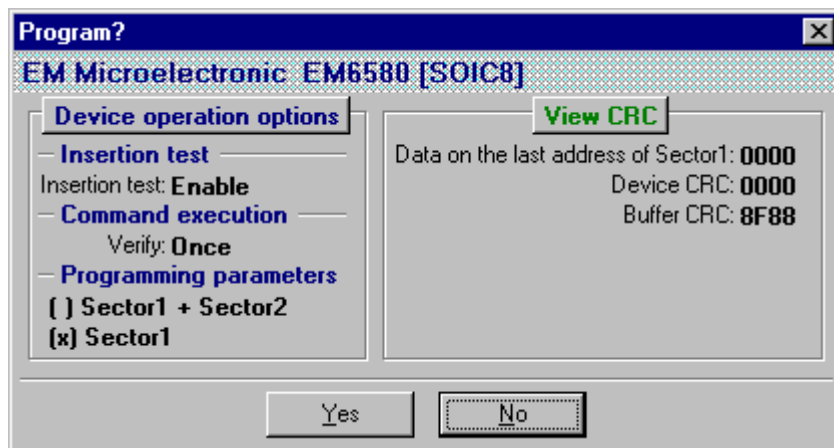 Program?
EM Microelectronic EM6580 [SOIC8]
Device operation options
Insertion test
Insertion test: Enable
Command execution
Verify: Once
Programming parameters
( ) Sector1 + Sector2
(x) Sector1
View CRC
Data on the last address of Sector1: 0000
Device CRC: 0000
Buffer CRC: 8F88
Yes
No